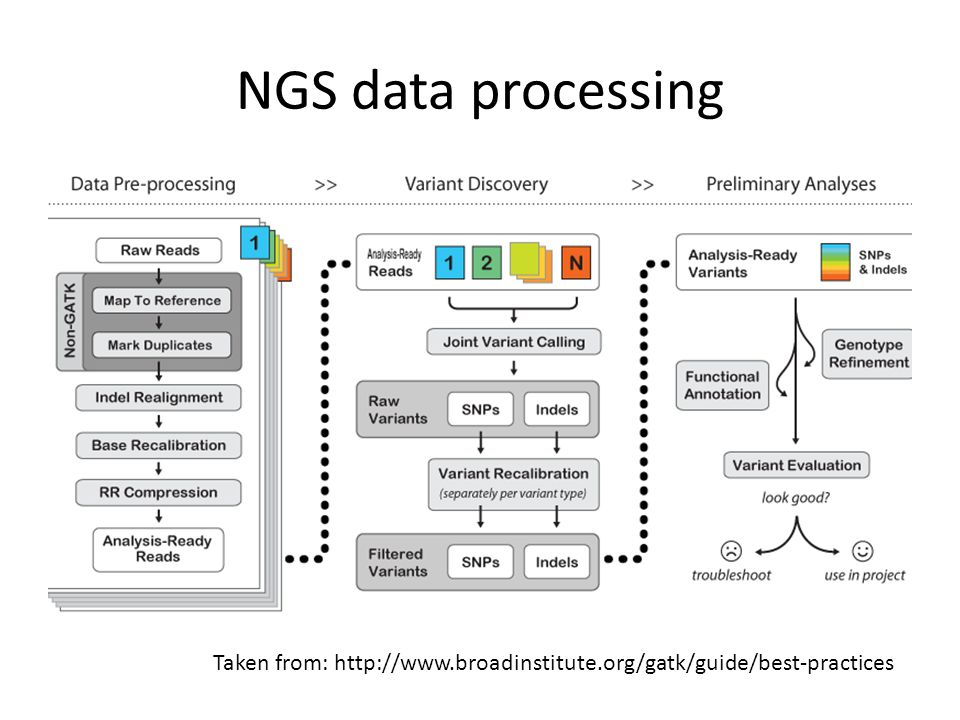 NGS data processing
Data Pre-processing >> Variant Discovery >> Preliminary Analyses
Raw Reads
1
Non-GATK
Map To Reference
Mark Duplicates
Indel Realignment
Base Recalibration
RR Compression
Analysis-Ready
Reads
Analysis-Ready
Reads
1 2 N
Joint Variant Calling
Raw
Variants
SNPs Indels
Variant Recalibration
(separately per variant type)
Filtered
Variants
SNPs Indels
Analysis-Ready
Variants
SNPs
& Indels
Genotype
Refinement
Functional
Annotation
Variant Evaluation
look good?
troubleshoot use in project
Taken from: http://www.broadinstitute.org/gatk/guide/best-practices